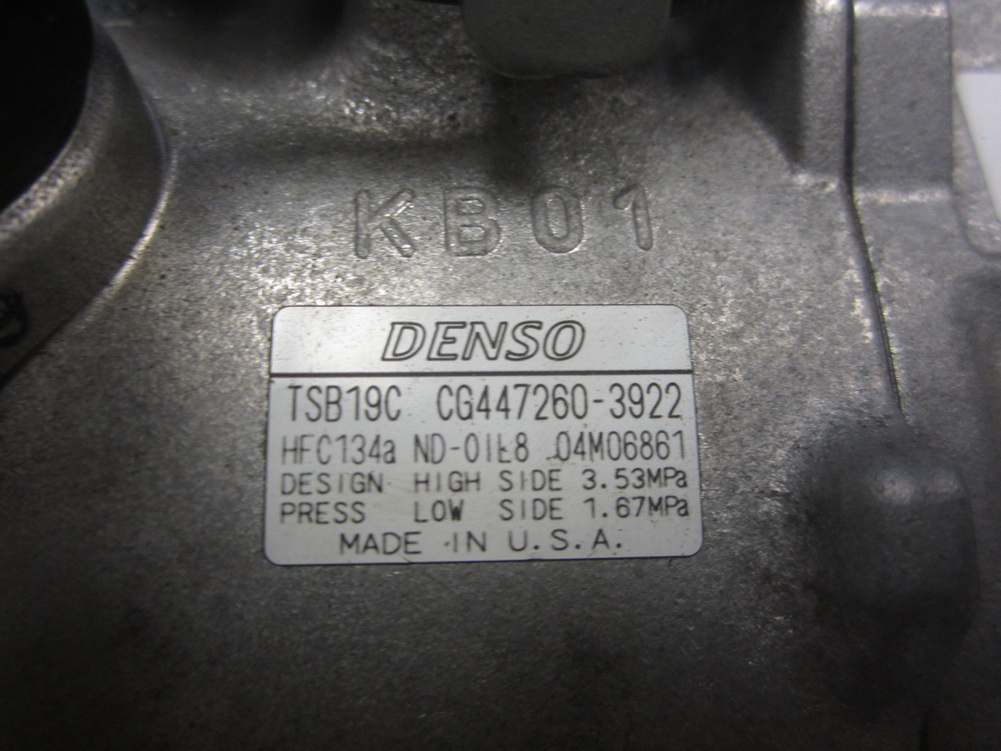 KB01
DENSO
TSB19C CG447260-3922
HFC134a ND-OIL8 04M06861
DESIGN HIGH SIDE 3.53MPa
PRESS LOW SIDE 1.67MPa
MADE IN U.S.A.